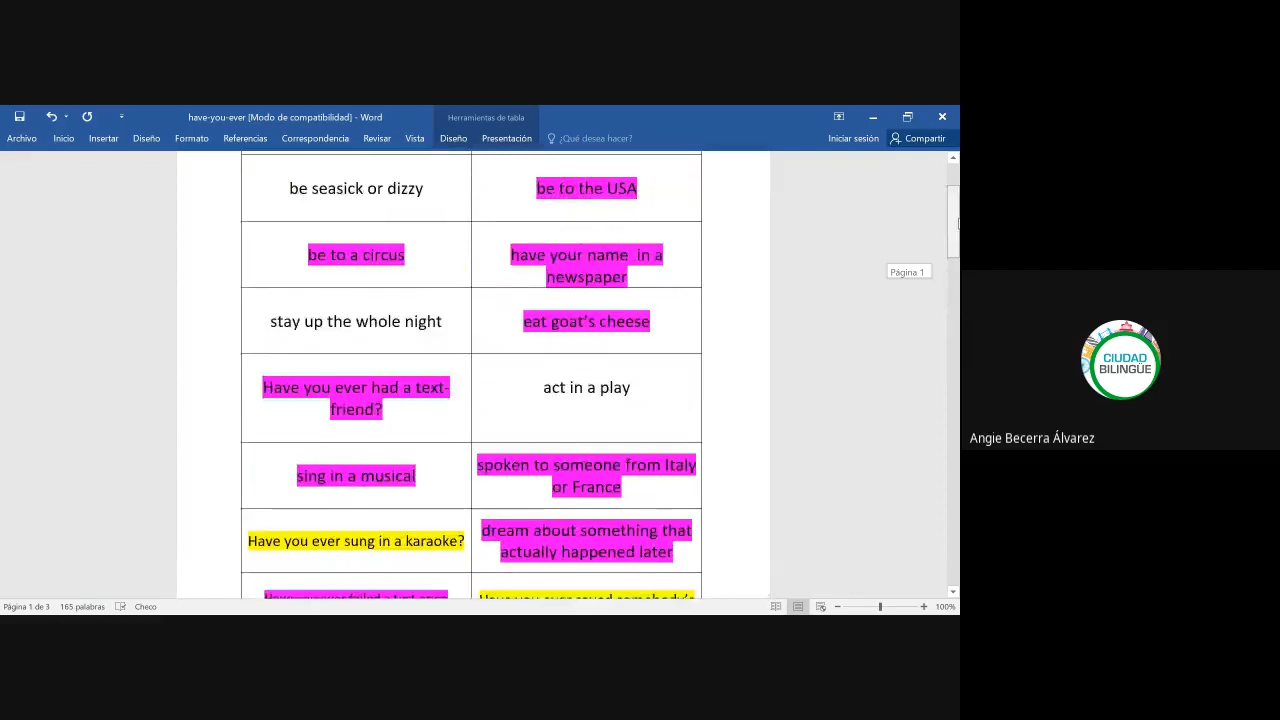 have-you-ever [Modo de compatibilidad] - Word
Herramientas de tabla
Archivo Inicio Insertar Diseño Formato Referencias Correspondencia Revisar Vista Diseño Presentación ¿Qué desea hacer? Iniciar sesión Compartir
be seasick or dizzy
be to the USA
be to a circus
have your name in a
newspaper
Página 1
stay up the whole night
eat goat's cheese
Have you ever had a text-
friend?
act in a play
sing in a musical
spoken to someone from Italy
or France
Have you ever sung in a karaoke?
dream about something that
actually happened later
Have you ever saved somebody's
Página 1 de 3 165 palabras Checo 100%
CIUDAD
BILINGÜE
Angie Becerra Álvarez